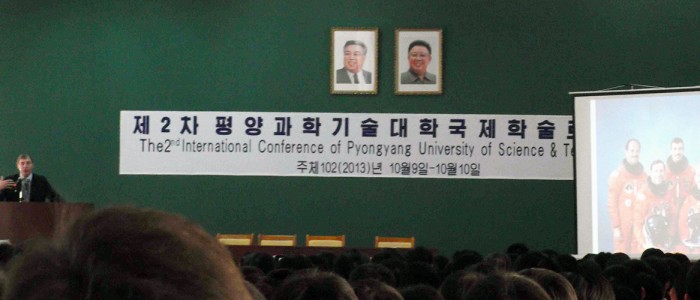 제2차 평양과학기술대학국제학술
The 2nd International Conference of Pyongyang University of Science &
주체102(2013)년 10월9일-10월10일